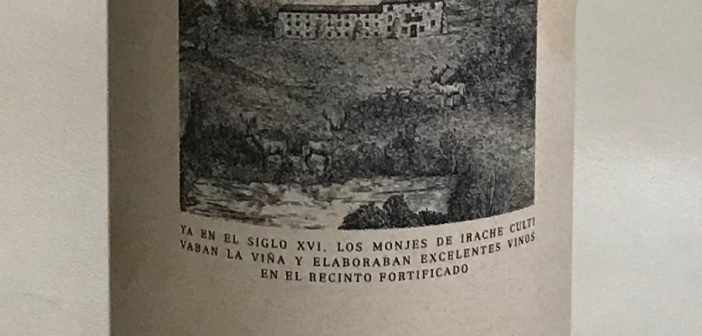 YA EN EL SIGLO XVI, LOS MONJES DE IRACHE CULTI
VABAN LA VIÑA Y ELABORABAN EXCELENTES VINOS
EN EL RECINTO FORTIFICADO